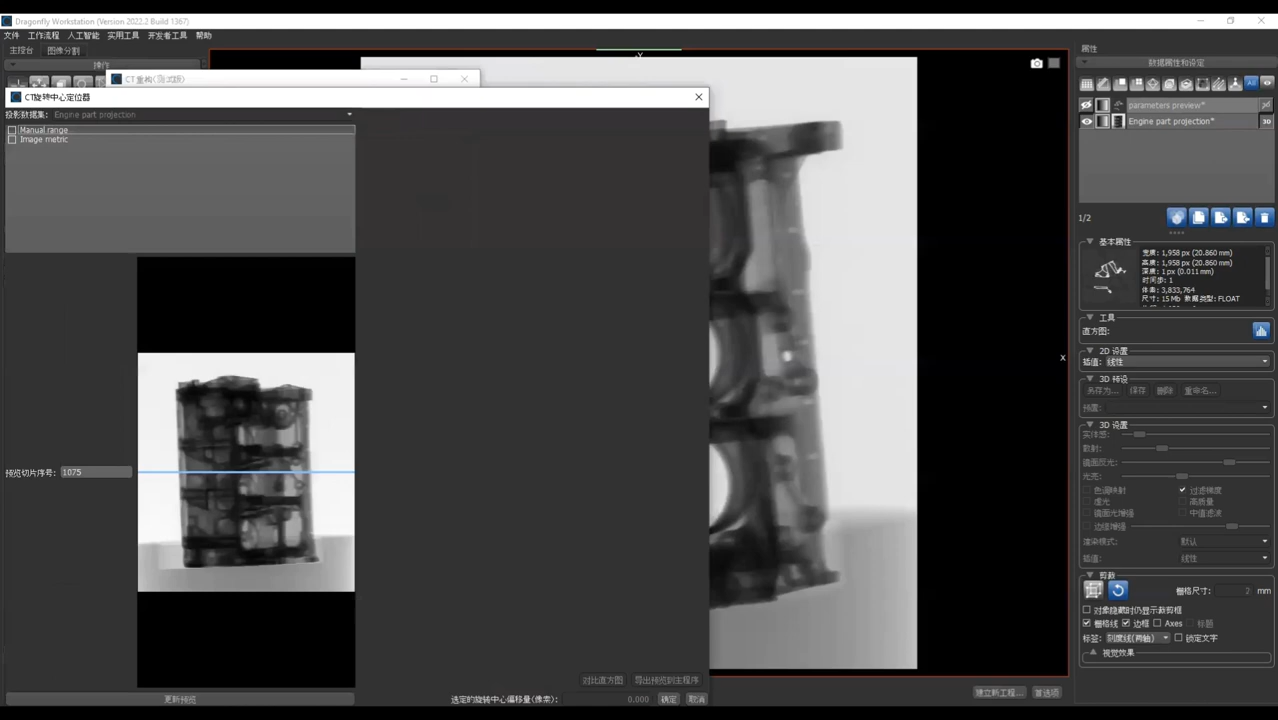 Dragonfly Workstation (Version 2022.2 Build 1367)
文件 工作流程 人工智能 实用工具 开发者工具 帮助
主控台 图像分割
操作
CT 重构(测试版)
CT旋转中心定位器
投影数据集: Engine part projection
Manual range
Image metric
预览切片序号: 1075
更新预览
对比直方图 导出预览到主程序
选定的旋转中心偏移量(像素): 0.000 确定 取消
Y
X
建立新工程... 首选项
属性
数据属性和设定
All
parameters preview*
Engine part projection* 3D
1/2
基本属性
宽度: 1,958 px (20.860 mm)
高度: 1,958 px (20.860 mm)
深度: 1 px (0.011 mm)
时间步: 1
体素: 3,833,764
尺寸: 15 Mb 数据类型: FLOAT
工具
直方图:
2D 设置
插值: 线性
3D 预设
另存为... 保存 删除 重命名...
预置:
3D 设置
实体感:
散射:
镜面反光:
光亮:
色调映射 过滤梯度
虚光 高质量
镜面光增强 中值滤波
边缘增强
渲染模式: 默认
插值: 线性
剪裁
栅格尺寸: 2 mm
对象隐藏时仍显示裁剪框
栅格线 边框 Axes 标题
标签: 刻度线(两轴) 锁定文字
视觉效果